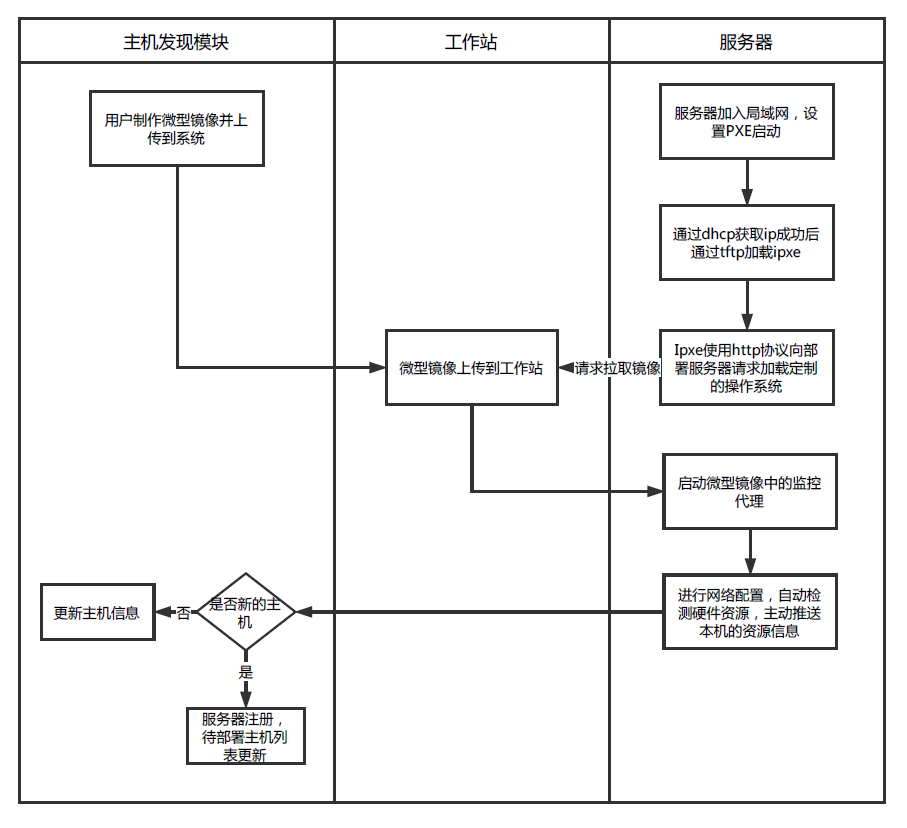 主机发现模块
工作站
服务器
用户制作微型镜像并上
传到系统
服务器加入局域网，设
置PXE启动
通过dhcp获取ip成功后
通过tftp加载ipxe
微型镜像上传到工作站
请求拉取镜像
Ipxe使用http协议向部
署服务器请求加载定制
的操作系统
启动微型镜像中的监控
代理
进行网络配置，自动检
测硬件资源，主动推送
本机的资源信息
是否新的主
机
否
更新主机信息
是
服务器注册，
待部署主机列
表更新